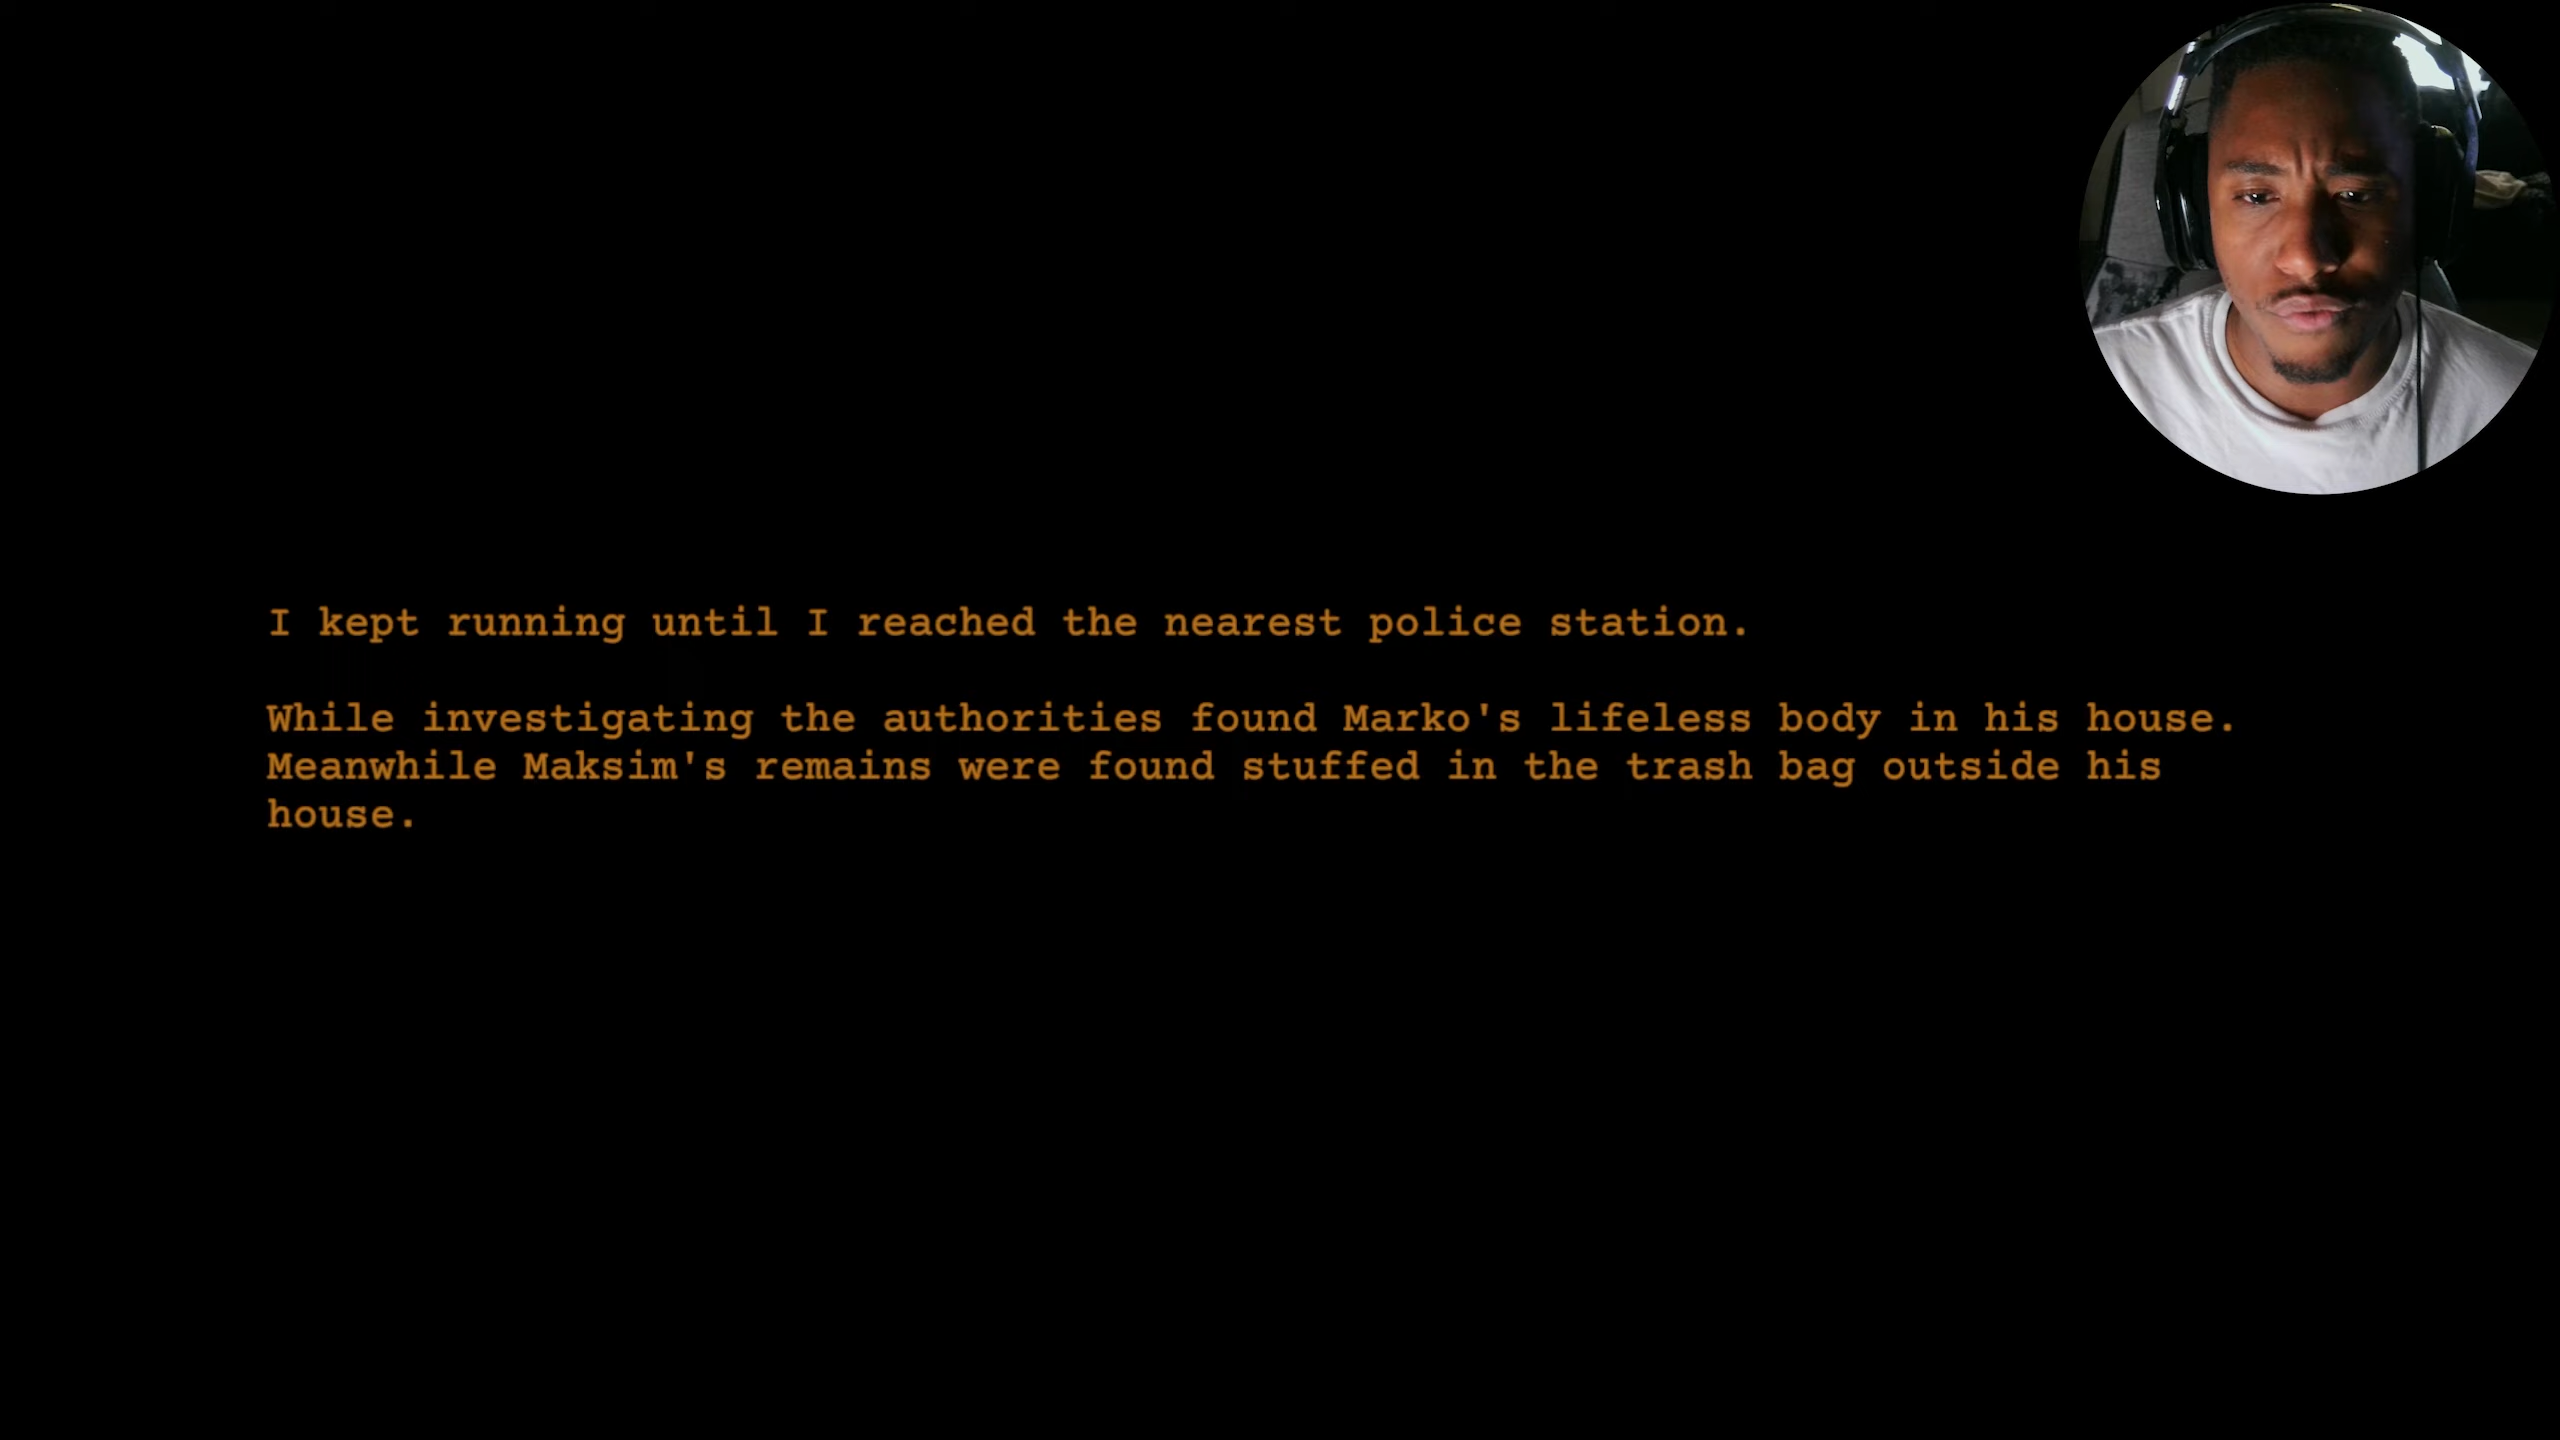 I kept running until I reached the nearest police station.
While investigating the authorities found Marko's lifeless body in his house.
Meanwhile Maksim's remains were found stuffed in the trash bag outside his
house.